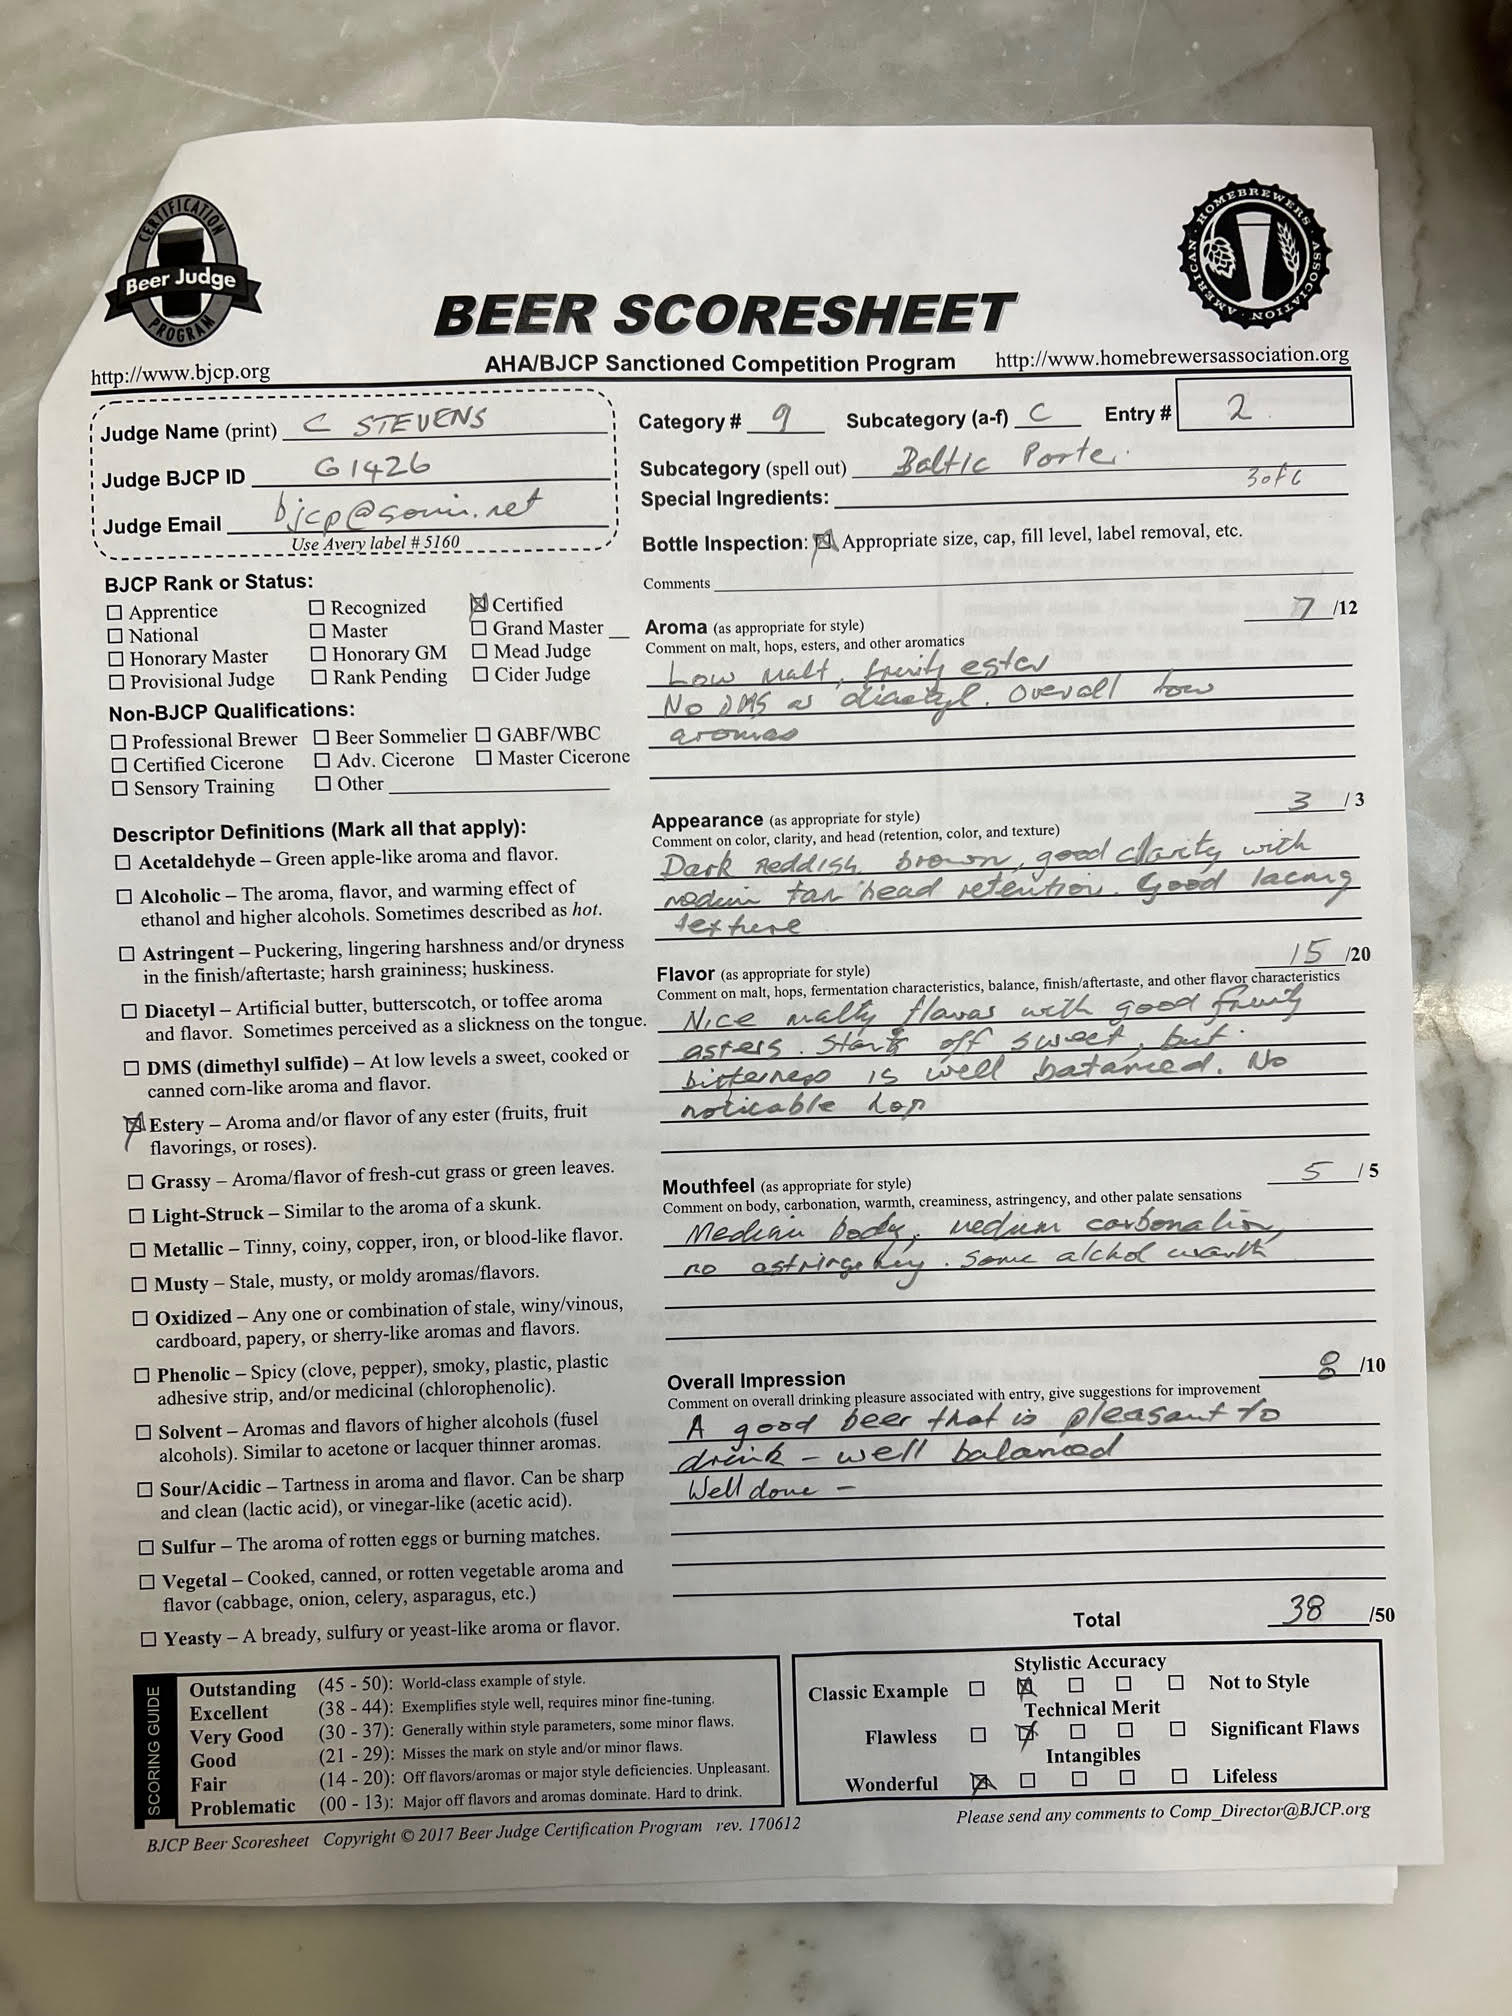 CERTIFICATION
Beer Judge
PROGRAM
AMERICAN HOMEBREWERS ASSOCIATION
BEER SCORESHEET
http://www.bjcp.org
AHA/BJCP Sanctioned Competition Program
http://www.homebrewersassociation.org
Judge Name (print) C STEVENS
Judge BJCP ID G1426
Judge Email
Use Avery label # 5160
Category # 9 Subcategory (a-f) C Entry # 2
Subcategory (spell out) Baltic Porter
3 of 6
Special Ingredients:
Bottle Inspection: Appropriate size, cap, fill level, label removal, etc.
Comments
BJCP Rank or Status:
Apprentice Recognized Certified
National Master Grand Master
Honorary Master Honorary GM Mead Judge
Provisional Judge Rank Pending Cider Judge
Non-BJCP Qualifications:
Professional Brewer Beer Sommelier GABF/WBC
Certified Cicerone Adv. Cicerone Master Cicerone
Sensory Training Other
Descriptor Definitions (Mark all that apply):
Acetaldehyde – Green apple-like aroma and flavor.
Alcoholic – The aroma, flavor, and warming effect of
ethanol and higher alcohols. Sometimes described as hot.
Astringent – Puckering, lingering harshness and/or dryness
in the finish/aftertaste; harsh graininess; huskiness.
Diacetyl – Artificial butter, butterscotch, or toffee aroma
and flavor. Sometimes perceived as a slickness on the tongue.
DMS (dimethyl sulfide) – At low levels a sweet, cooked or
canned corn-like aroma and flavor.
Estery – Aroma and/or flavor of any ester (fruits, fruit
flavorings, or roses).
Grassy – Aroma/flavor of fresh-cut grass or green leaves.
Light-Struck – Similar to the aroma of a skunk.
Metallic – Tinny, coiny, copper, iron, or blood-like flavor.
Musty – Stale, musty, or moldy aromas/flavors.
Oxidized – Any one or combination of stale, winy/vinous,
cardboard, papery, or sherry-like aromas and flavors.
Phenolic – Spicy (clove, pepper), smoky, plastic, plastic
adhesive strip, and/or medicinal (chlorophenolic).
Solvent – Aromas and flavors of higher alcohols (fusel
alcohols). Similar to acetone or lacquer thinner aromas.
Sour/Acidic – Tartness in aroma and flavor. Can be sharp
and clean (lactic acid), or vinegar-like (acetic acid).
Sulfur – The aroma of rotten eggs or burning matches.
Vegetal – Cooked, canned, or rotten vegetable aroma and
flavor (cabbage, onion, celery, asparagus, etc.)
Yeasty – A bready, sulfury or yeast-like aroma or flavor.
Aroma (as appropriate for style) 7 /12
Comment on malt, hops, esters, and other aromatics
Low malt, fruity ester
No DMS or diacetyl. Overall low
aromas
Appearance (as appropriate for style) 3 / 3
Comment on color, clarity, and head (retention, color, and texture)
Dark Reddish brown, good clarity with
medium tan head retention. Good lacing
texture
Flavor (as appropriate for style) 15 /20
Comment on malt, hops, fermentation characteristics, balance, finish/aftertaste, and other flavor characteristics
Nice malty flavors with good fruity
esters. Starts off sweet, but
bitterness is well balanced. No
noticable hop
Mouthfeel (as appropriate for style) 5 / 5
Comment on body, carbonation, warmth, creaminess, astringency, and other palate sensations
Medium body, medium carbonation,
no astringency. Some alchol warmth
Overall Impression 8 /10
Comment on overall drinking pleasure associated with entry, give suggestions for improvement
A good beer that is pleasant to
drink – well balanced
Well done –
Total 38 /50
SCORING GUIDE
Outstanding (45 - 50): World-class example of style.
Excellent (38 - 44): Exemplifies style well, requires minor fine-tuning.
Very Good (30 - 37): Generally within style parameters, some minor flaws.
Good (21 - 29): Misses the mark on style and/or minor flaws.
Fair (14 - 20): Off flavors/aromas or major style deficiencies. Unpleasant.
Problematic (00 - 13): Major off flavors and aromas dominate. Hard to drink.
Stylistic Accuracy
Classic Example Not to Style
Technical Merit
Flawless Significant Flaws
Intangibles
Wonderful Lifeless
BJCP Beer Scoresheet Copyright © 2017 Beer Judge Certification Program rev. 170612
Please send any comments to Comp_Director@BJCP.org